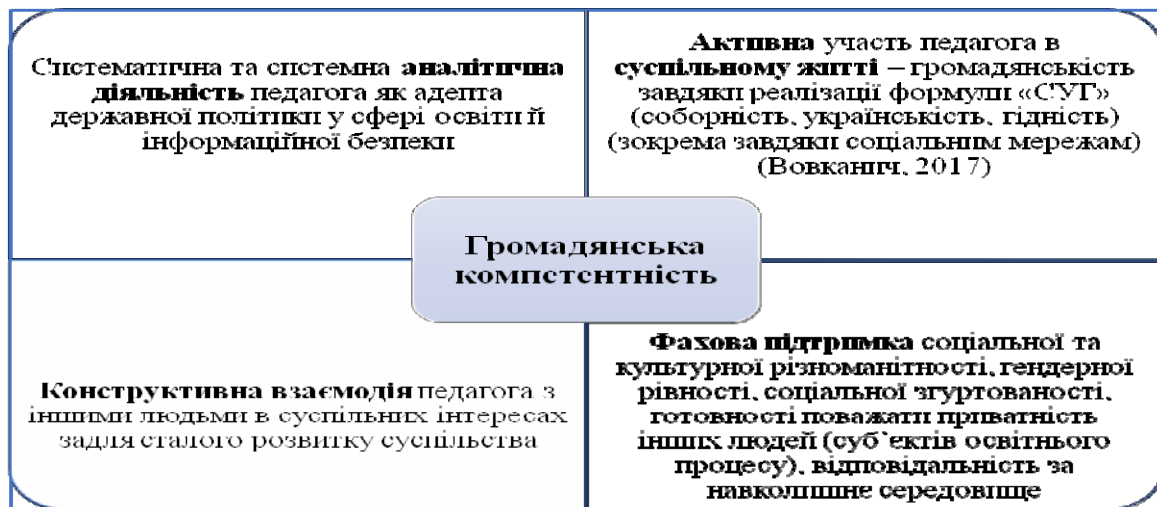 Систематична та системна аналітична
діяльність педагога як адепта
державної політики у сфері освіти й
інформаційної безпеки
Активна участь педагога в
суспільному житті – громадянськість
завдяки реалізації формули «СУГ»
(соборність, українськість, гідність)
(зокрема завдяки соціальним мережам)
(Вовканич, 2017)
Громадянська
компетентність
Конструктивна взаємодія педагога з
іншими людьми в суспільних інтересах
задля сталого розвитку суспільства
Фахова підтримка соціальної та
культурної різноманітності, гендерної
рівності, соціальної згуртованості,
готовності поважати приватність
інших людей (суб`єктів освітнього
процесу), відповідальність за
навколишнє середовище